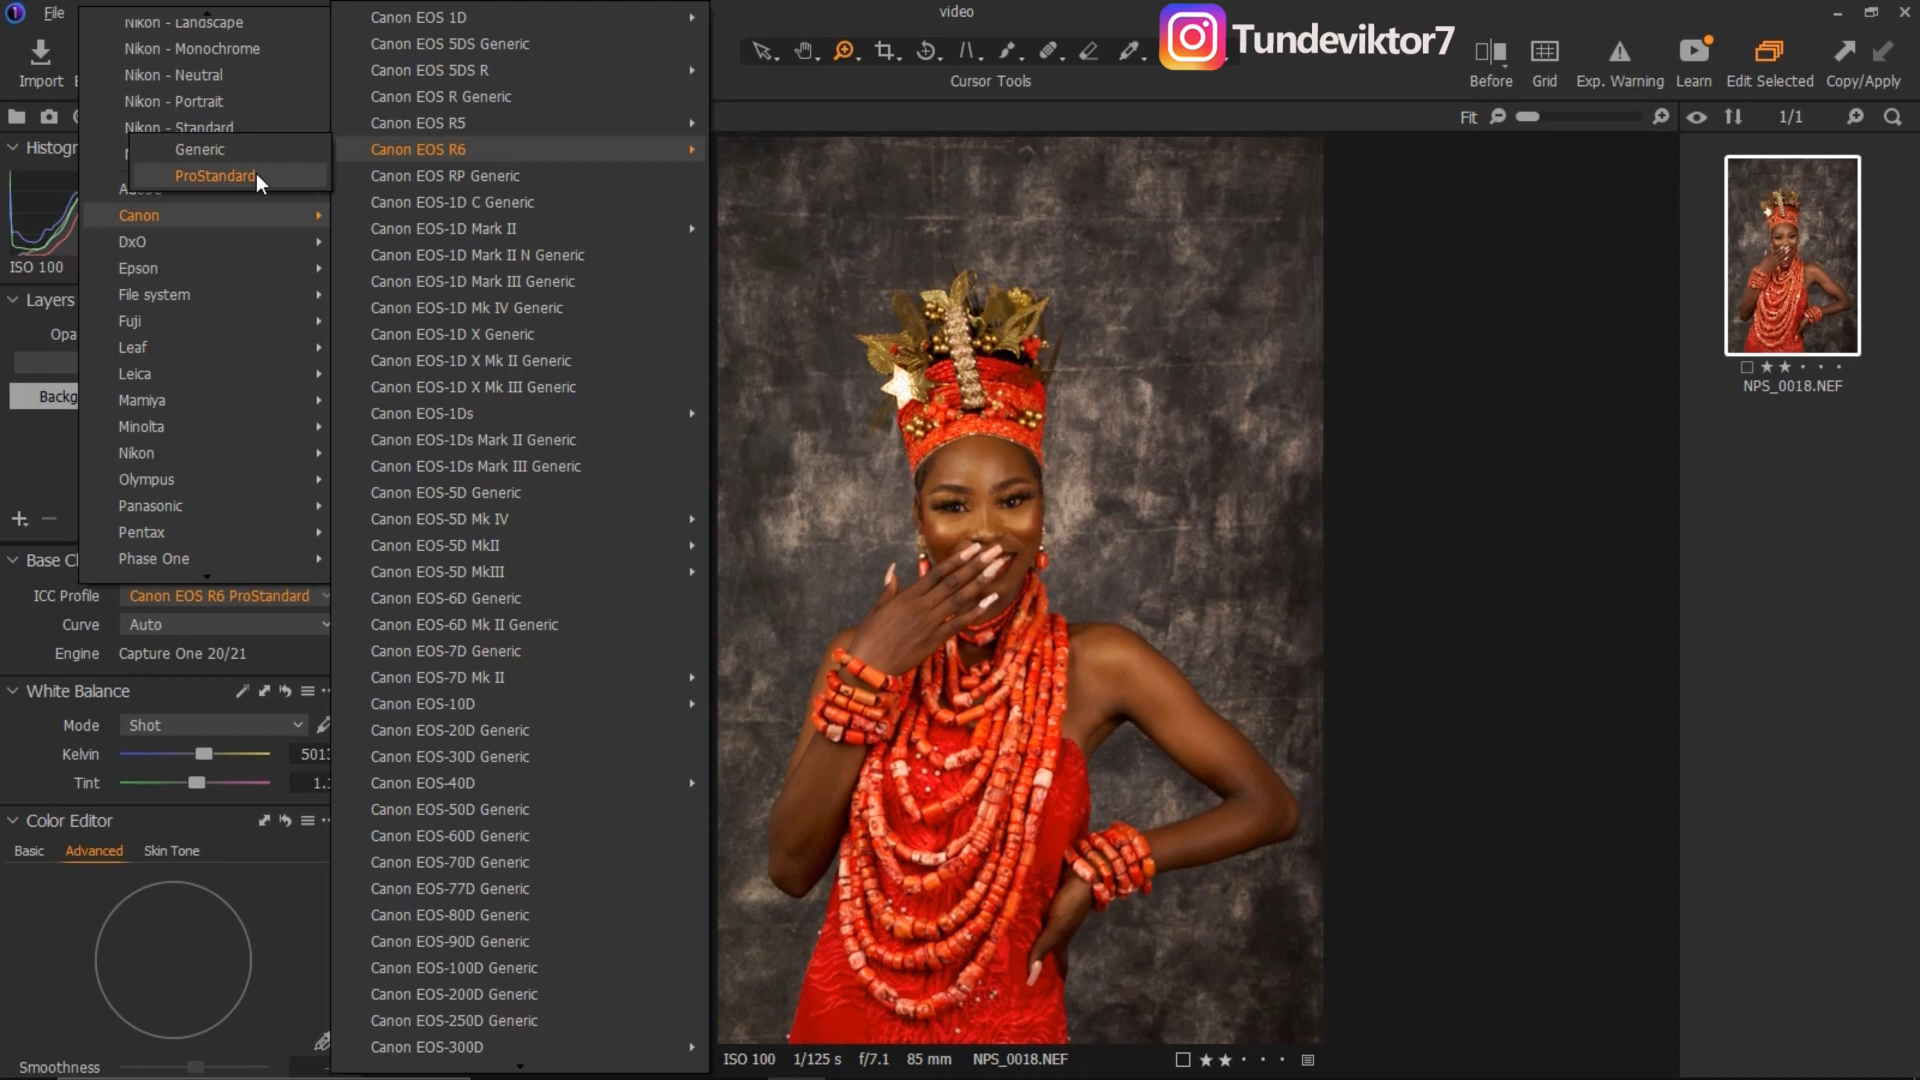 File
video
Tundeviktor7
Import
Cursor Tools
Before
Grid
Exp. Warning
Learn
Edit Selected
Copy/Apply
Fit
1/1
Nikon - Landscape
Nikon - Monochrome
Nikon - Neutral
Nikon - Portrait
Nikon - Standard
Generic
ProStandard
Canon
DxO
Epson
File system
Fuji
Leaf
Leica
Mamiya
Minolta
Nikon
Olympus
Panasonic
Pentax
Phase One
Canon EOS 1D
Canon EOS 5DS Generic
Canon EOS 5DS R
Canon EOS R Generic
Canon EOS R5
Canon EOS R6
Canon EOS RP Generic
Canon EOS-1D C Generic
Canon EOS-1D Mark II
Canon EOS-1D Mark II N Generic
Canon EOS-1D Mark III Generic
Canon EOS-1D Mk IV Generic
Canon EOS-1D X Generic
Canon EOS-1D X Mk II Generic
Canon EOS-1D X Mk III Generic
Canon EOS-1Ds
Canon EOS-1Ds Mark II Generic
Canon EOS-1Ds Mark III Generic
Canon EOS-5D Generic
Canon EOS-5D Mk IV
Canon EOS-5D MkII
Canon EOS-5D MkIII
Canon EOS-6D Generic
Canon EOS-6D Mk II Generic
Canon EOS-7D Generic
Canon EOS-7D Mk II
Canon EOS-10D
Canon EOS-20D Generic
Canon EOS-30D Generic
Canon EOS-40D
Canon EOS-50D Generic
Canon EOS-60D Generic
Canon EOS-70D Generic
Canon EOS-77D Generic
Canon EOS-80D Generic
Canon EOS-90D Generic
Canon EOS-100D Generic
Canon EOS-200D Generic
Canon EOS-250D Generic
Canon EOS-300D
Histogr
ISO 100
Layers
Opa
Backg
Base Cl
ICC Profile Canon EOS R6 ProStandard
Curve Auto
Engine Capture One 20/21
White Balance
Mode Shot
Kelvin 5013
Tint 1.
Color Editor
Basic Advanced Skin Tone
Smoothness
ISO 100 1/125 s f/7.1 85 mm NPS_0018.NEF
NPS_0018.NEF